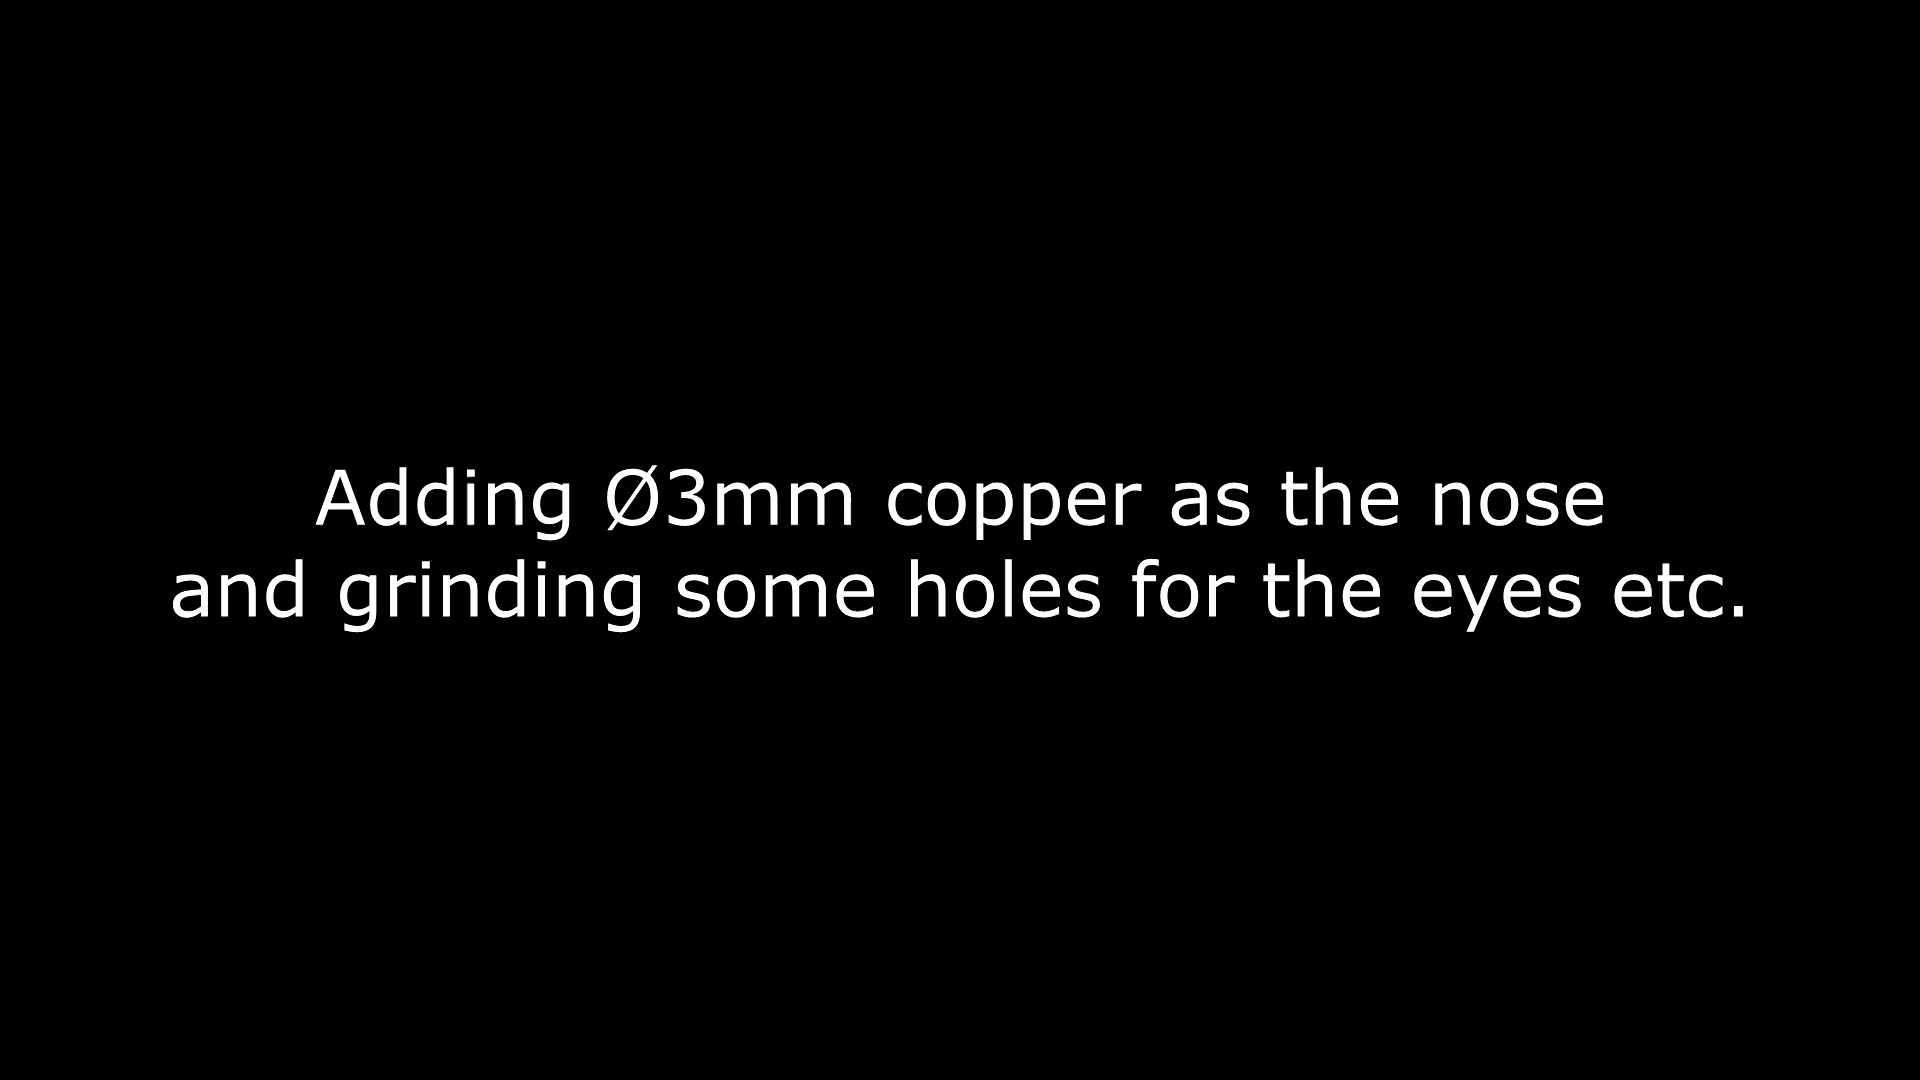 Adding Ø3mm copper as the nose
and grinding some holes for the eyes etc.